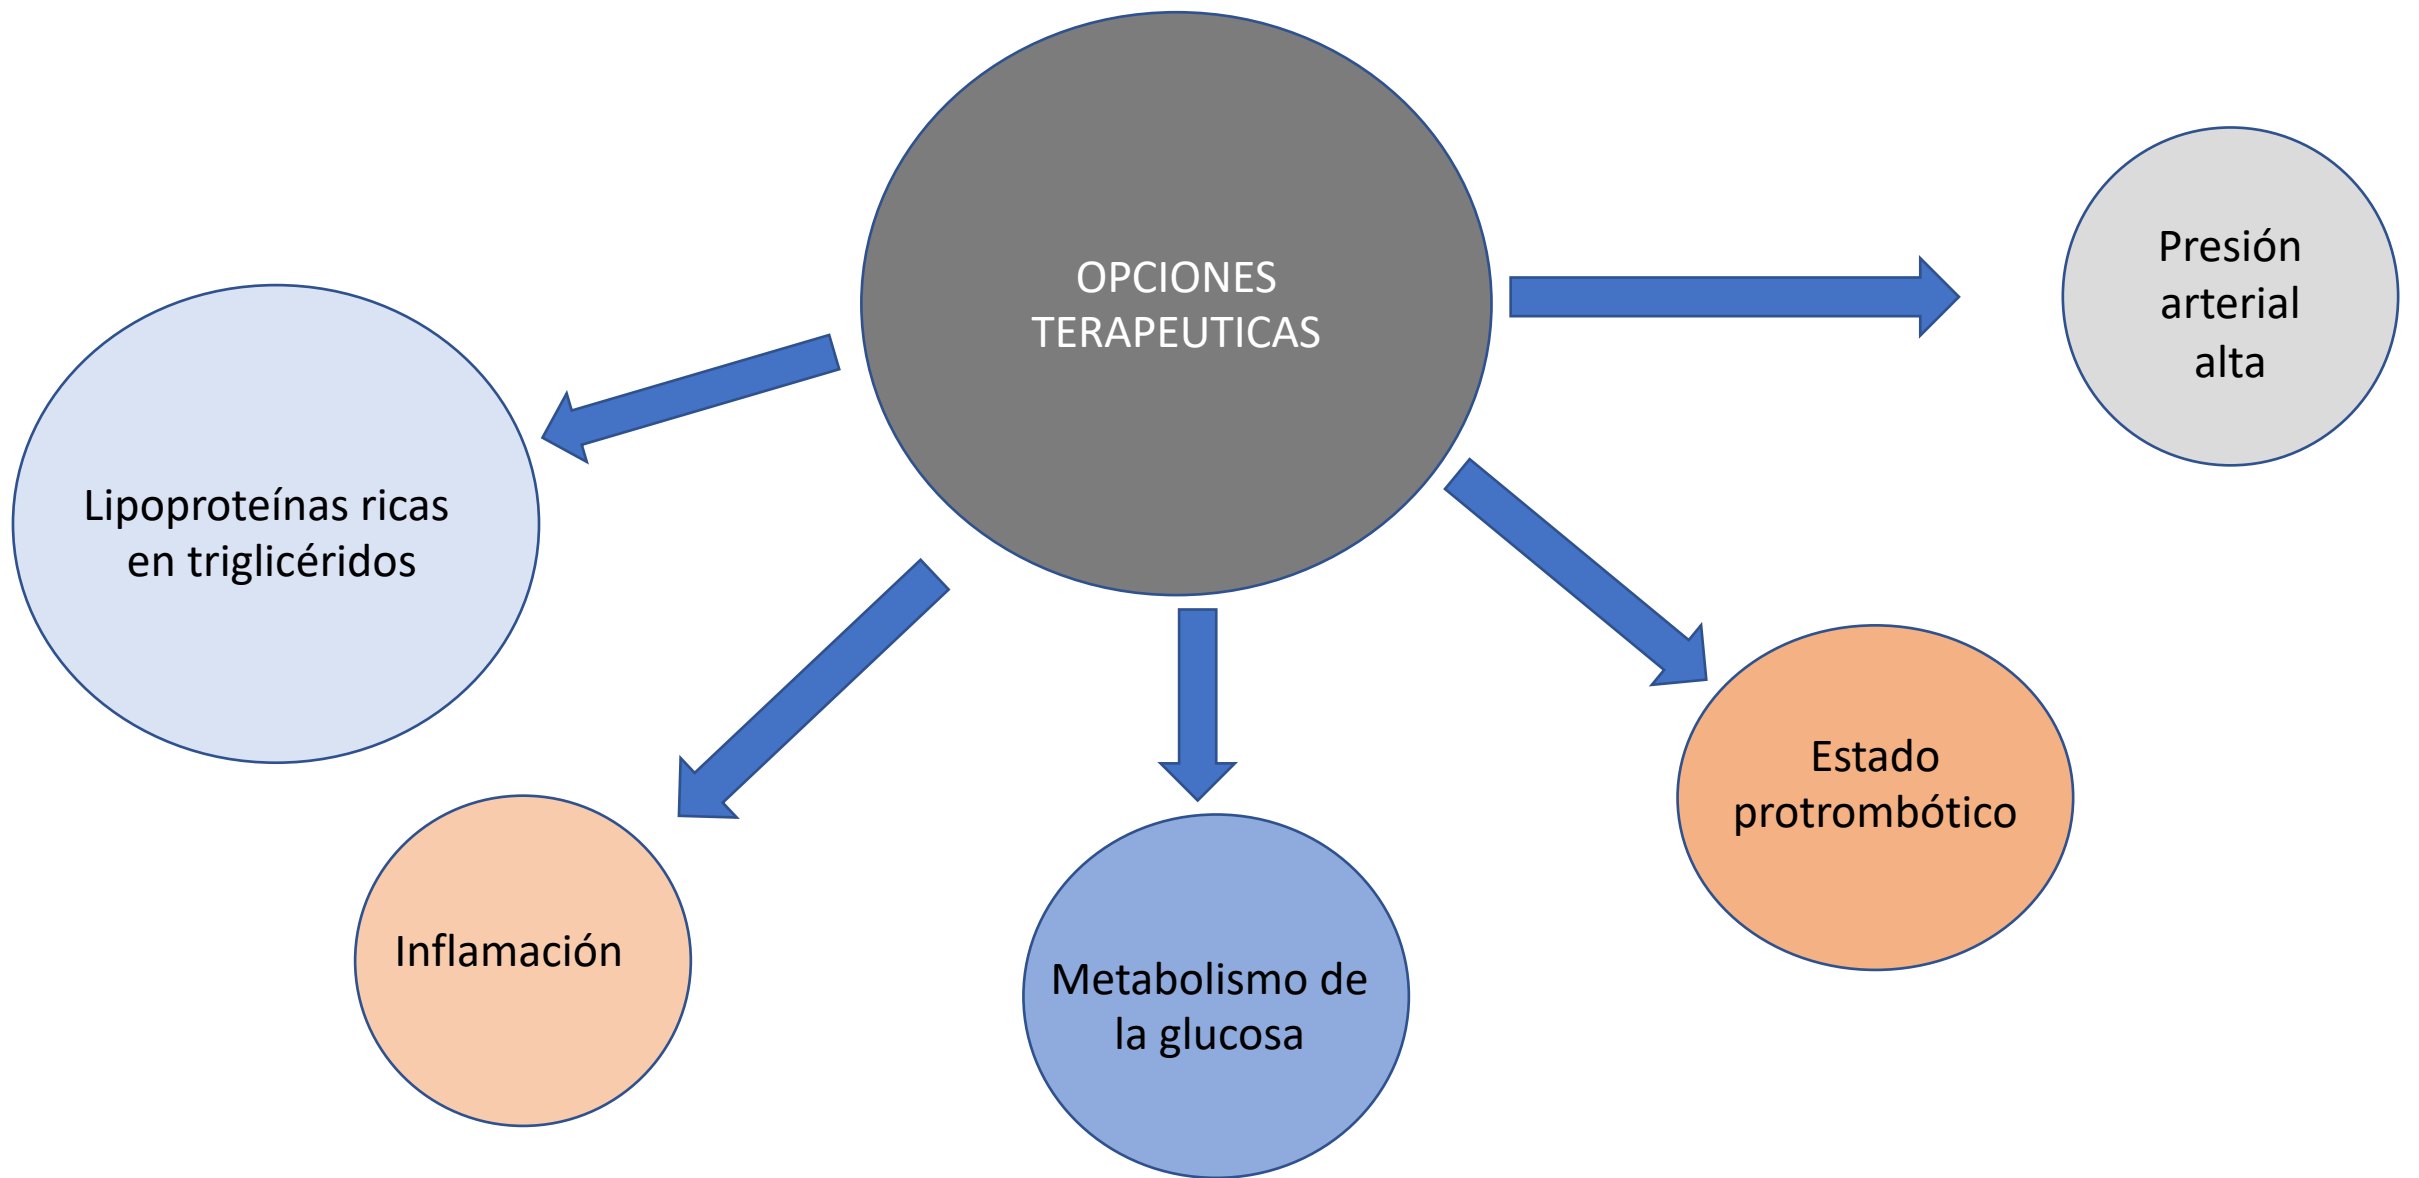 OPCIONES
TERAPEUTICAS
Presión
arterial
alta
Lipoproteínas ricas
en triglicéridos
Estado
protrombótico
Inflamación
Metabolismo de
la glucosa